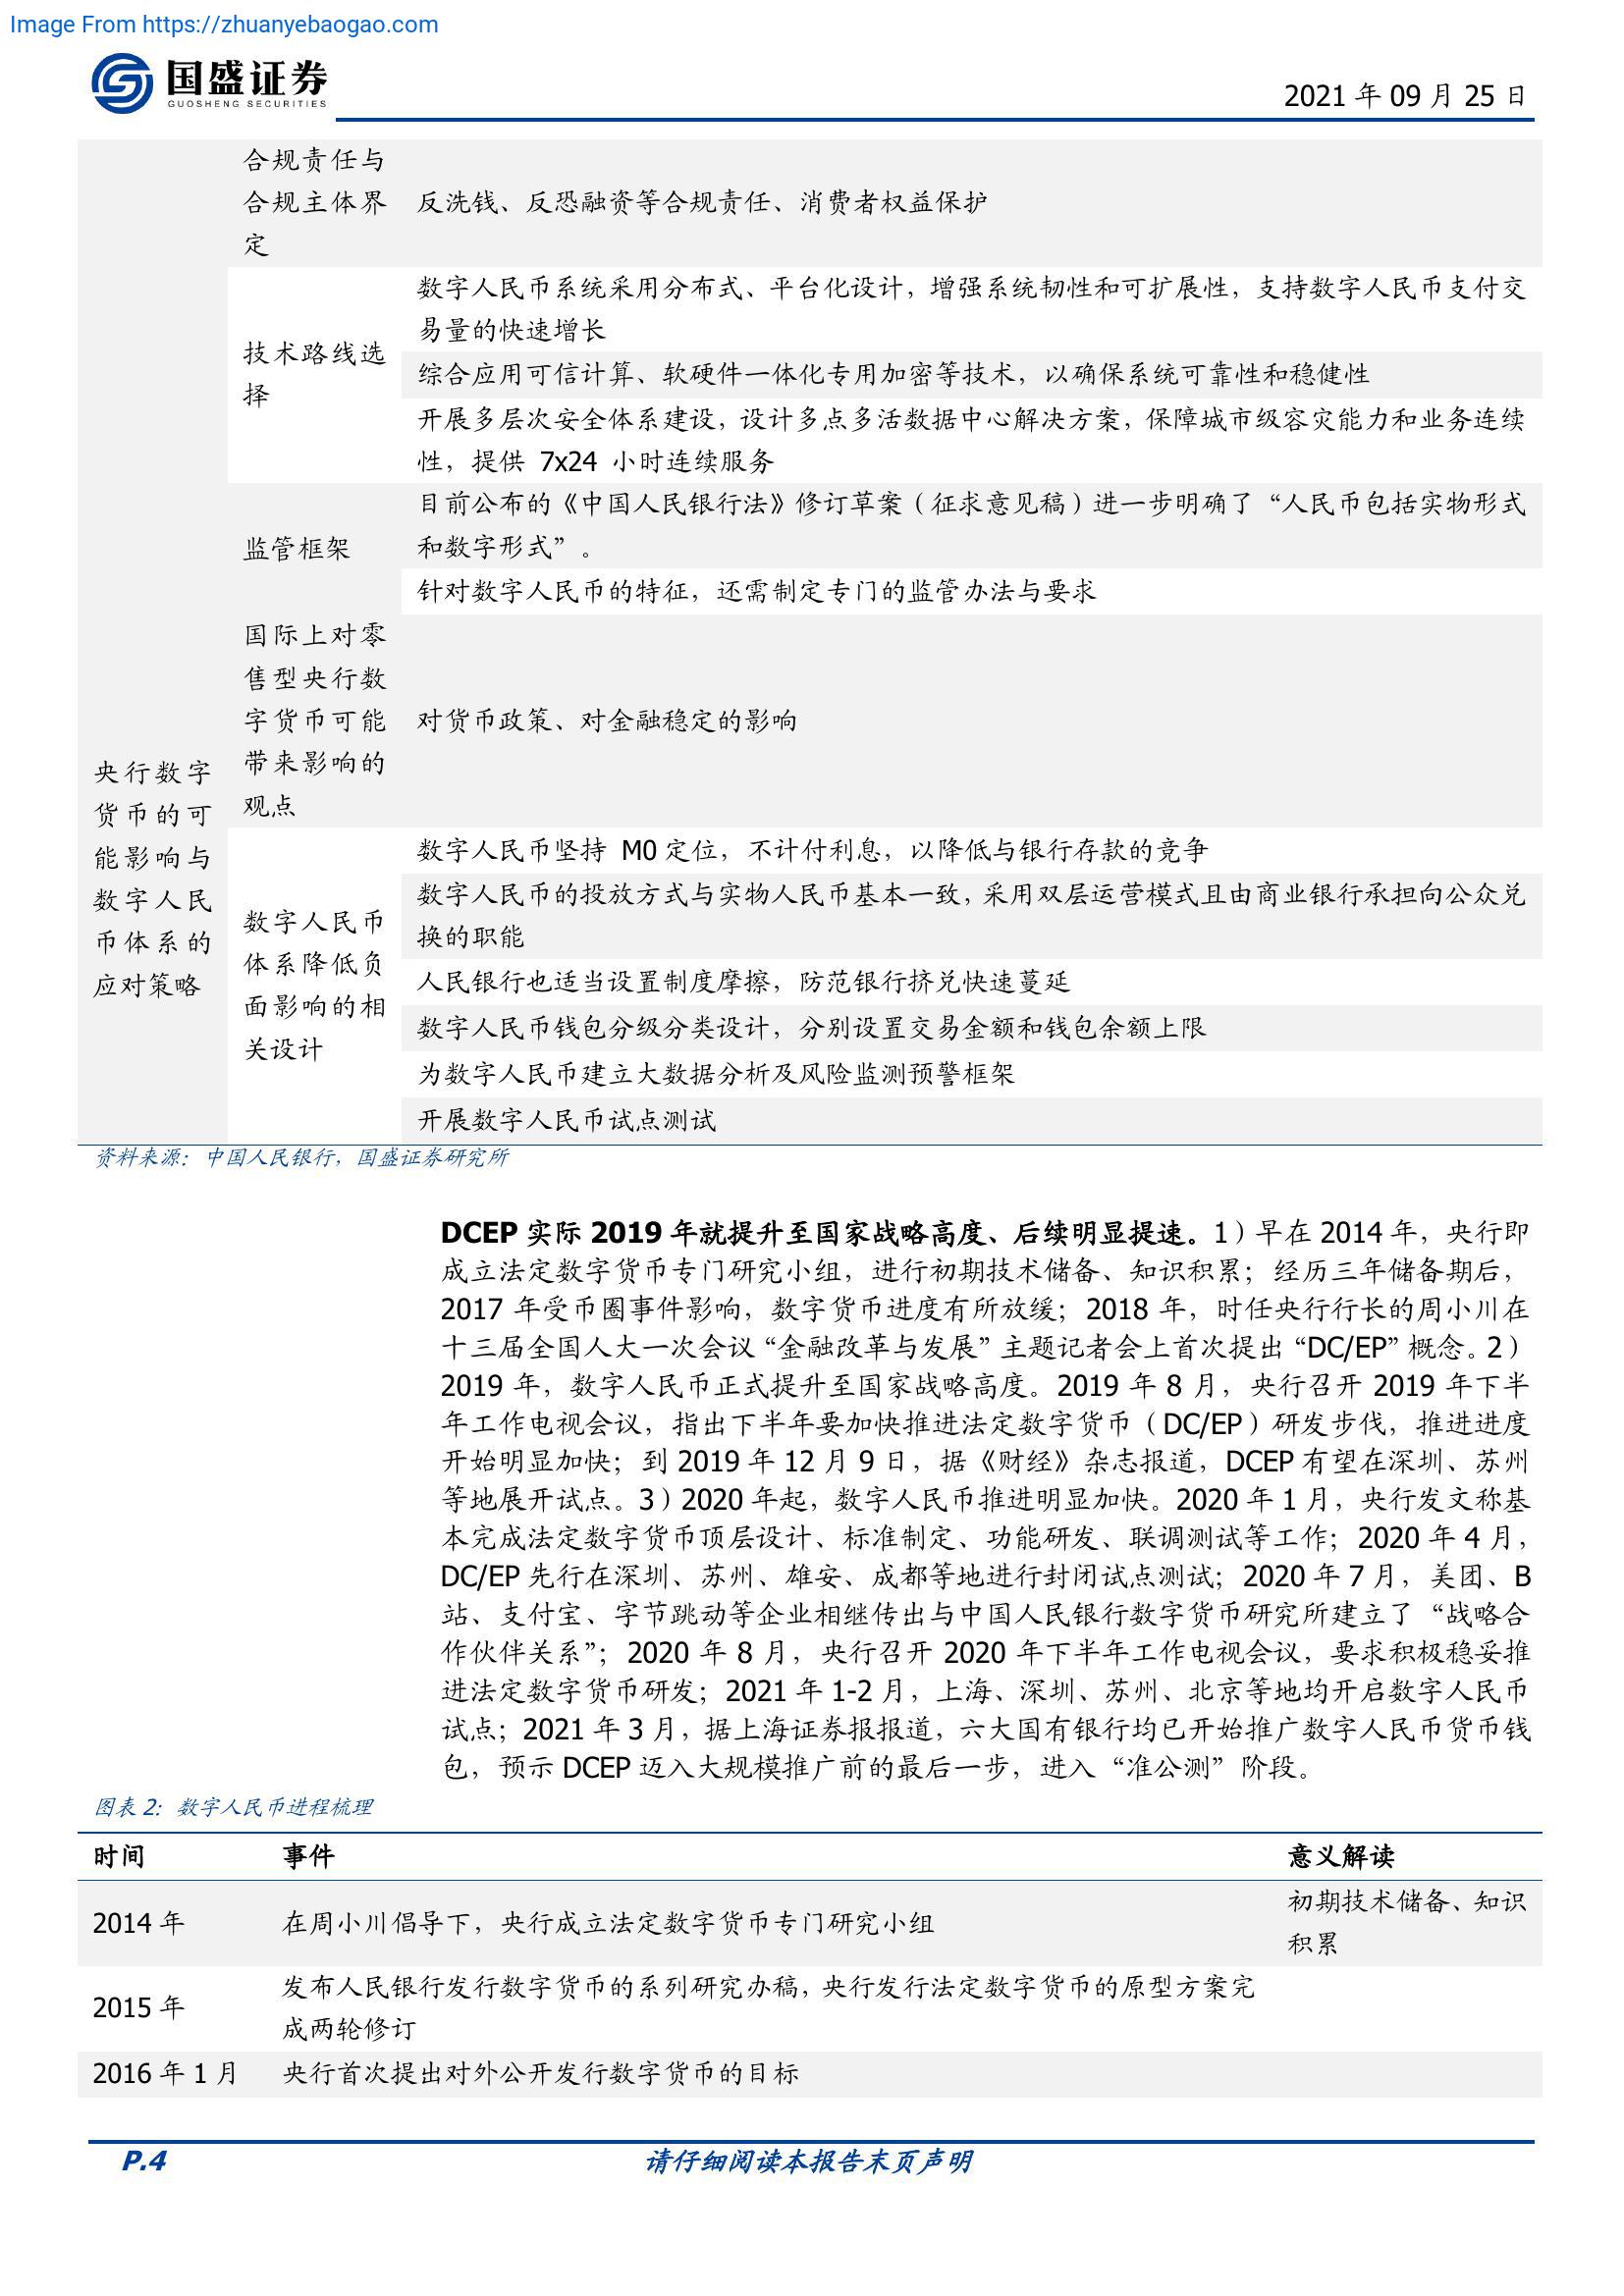 Image From https://zhuanyebaogao.com
国盛证券
GUOSHENG SECURITIES
2021 年 09 月 25 日
合规责任与
合规主体界
定
反洗钱、反恐融资等合规责任、消费者权益保护
技术路线选
择
数字人民币系统采用分布式、平台化设计，增强系统韧性和可扩展性，支持数字人民币支付交
易量的快速增长
综合应用可信计算、软硬件一体化专用加密等技术，以确保系统可靠性和稳健性
开展多层次安全体系建设，设计多点多活数据中心解决方案，保障城市级容灾能力和业务连续
性，提供 7x24 小时连续服务
监管框架
目前公布的《中国人民银行法》修订草案（征求意见稿）进一步明确了“人民币包括实物形式
和数字形式”。
针对数字人民币的特征，还需制定专门的监管办法与要求
央行数字
货币的可
能影响与
数字人民
币体系的
应对策略
国际上对零
售型央行数
字货币可能
带来影响的
观点
对货币政策、对金融稳定的影响
数字人民币
体系降低负
面影响的相
关设计
数字人民币坚持 M0 定位，不计付利息，以降低与银行存款的竞争
数字人民币的投放方式与实物人民币基本一致，采用双层运营模式且由商业银行承担向公众兑
换的职能
人民银行也适当设置制度摩擦，防范银行挤兑快速蔓延
数字人民币钱包分级分类设计，分别设置交易金额和钱包余额上限
为数字人民币建立大数据分析及风险监测预警框架
开展数字人民币试点测试
资料来源：中国人民银行，国盛证券研究所
DCEP 实际 2019 年就提升至国家战略高度、后续明显提速。1）早在 2014 年，央行即
成立法定数字货币专门研究小组，进行初期技术储备、知识积累；经历三年储备期后，
2017 年受币圈事件影响，数字货币进度有所放缓；2018 年，时任央行行长的周小川在
十三届全国人大一次会议“金融改革与发展”主题记者会上首次提出“DC/EP”概念。2）
2019 年，数字人民币正式提升至国家战略高度。2019 年 8 月，央行召开 2019 年下半
年工作电视会议，指出下半年要加快推进法定数字货币（DC/EP）研发步伐，推进进度
开始明显加快；到 2019 年 12 月 9 日，据《财经》杂志报道，DCEP 有望在深圳、苏州
等地展开试点。3）2020 年起，数字人民币推进明显加快。2020 年 1 月，央行发文称基
本完成法定数字货币顶层设计、标准制定、功能研发、联调测试等工作；2020 年 4 月，
DC/EP 先行在深圳、苏州、雄安、成都等地进行封闭试点测试；2020 年 7 月，美团、B
站、支付宝、字节跳动等企业相继传出与中国人民银行数字货币研究所建立了“战略合
作伙伴关系”；2020 年 8 月，央行召开 2020 年下半年工作电视会议，要求积极稳妥推
进法定数字货币研发；2021 年 1-2 月，上海、深圳、苏州、北京等地均开启数字人民币
试点；2021 年 3 月，据上海证券报报道，六大国有银行均已开始推广数字人民币货币钱
包，预示 DCEP 迈入大规模推广前的最后一步，进入“准公测”阶段。
图表 2：数字人民币进程梳理
时间 事件 意义解读
2014 年 在周小川倡导下，央行成立法定数字货币专门研究小组
初期技术储备、知识
积累
2015 年
发布人民银行发行数字货币的系列研究办稿，央行发行法定数字货币的原型方案完
成两轮修订
2016 年 1 月 央行首次提出对外公开发行数字货币的目标
P.4 请仔细阅读本报告末页声明